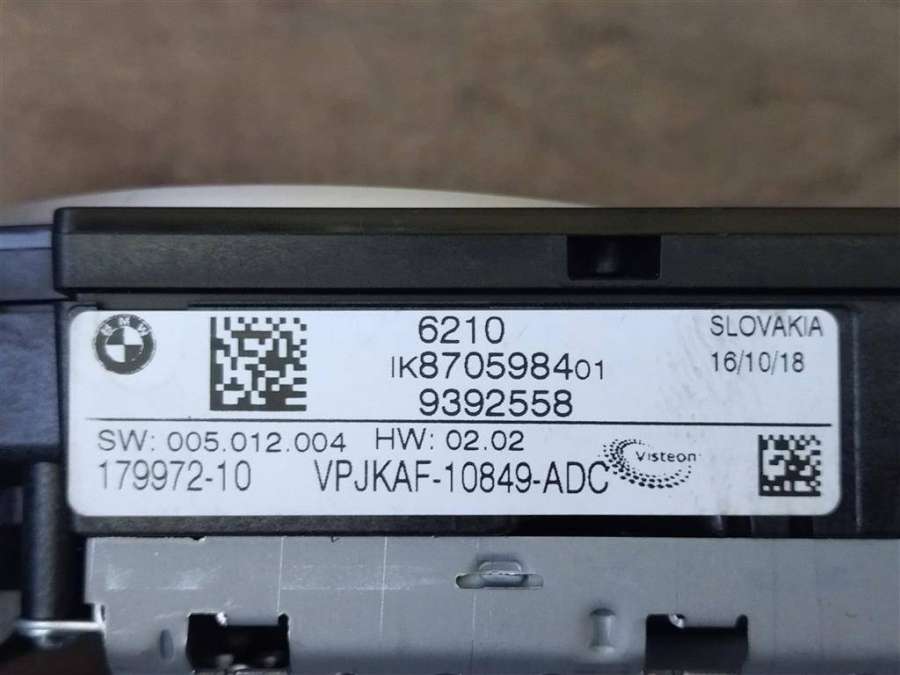 BMW
6210
SLOVAKIA
IK870598401
16/10/18
9392558
SW: 005.012.004 HW: 02.02
Visteon
179972-10 VPJKAF-10849-ADC